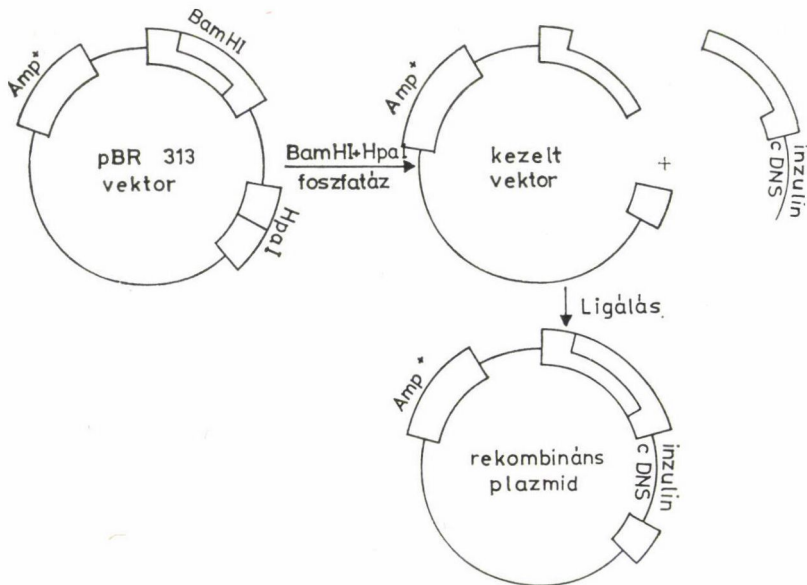 Amp+
BamHI
pBR 313
vektor
HpaI
BamHI+HpaI
foszfatáz
Amp+
kezelt
vektor
+
c DNS
inzulin
Ligálás
Amp+
rekombináns
plazmid
c DNS
inzulin